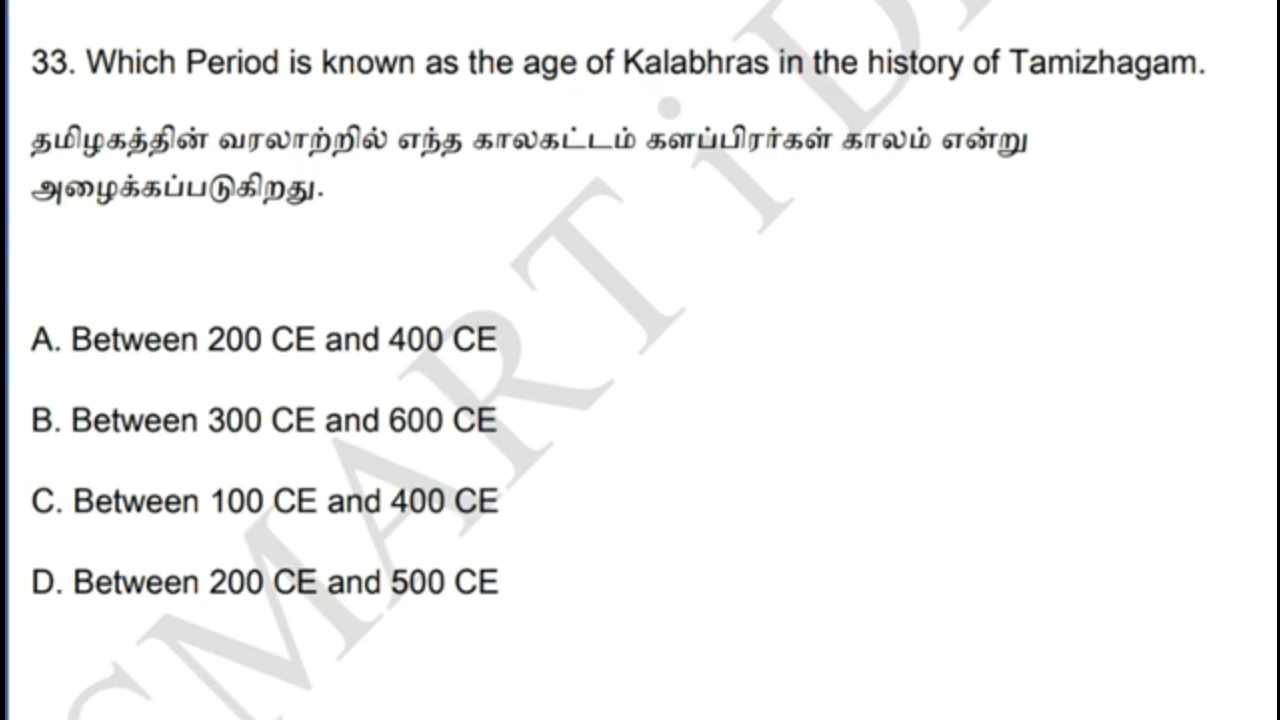 33. Which Period is known as the age of Kalabhras in the history of Tamizhagam.
தமிழகத்தின் வரலாற்றில் எந்த காலகட்டம் களப்பிரர்கள் காலம் என்று
அழைக்கப்படுகிறது.
A. Between 200 CE and 400 CE
B. Between 300 CE and 600 CE
C. Between 100 CE and 400 CE
D. Between 200 CE and 500 CE
SMART i D